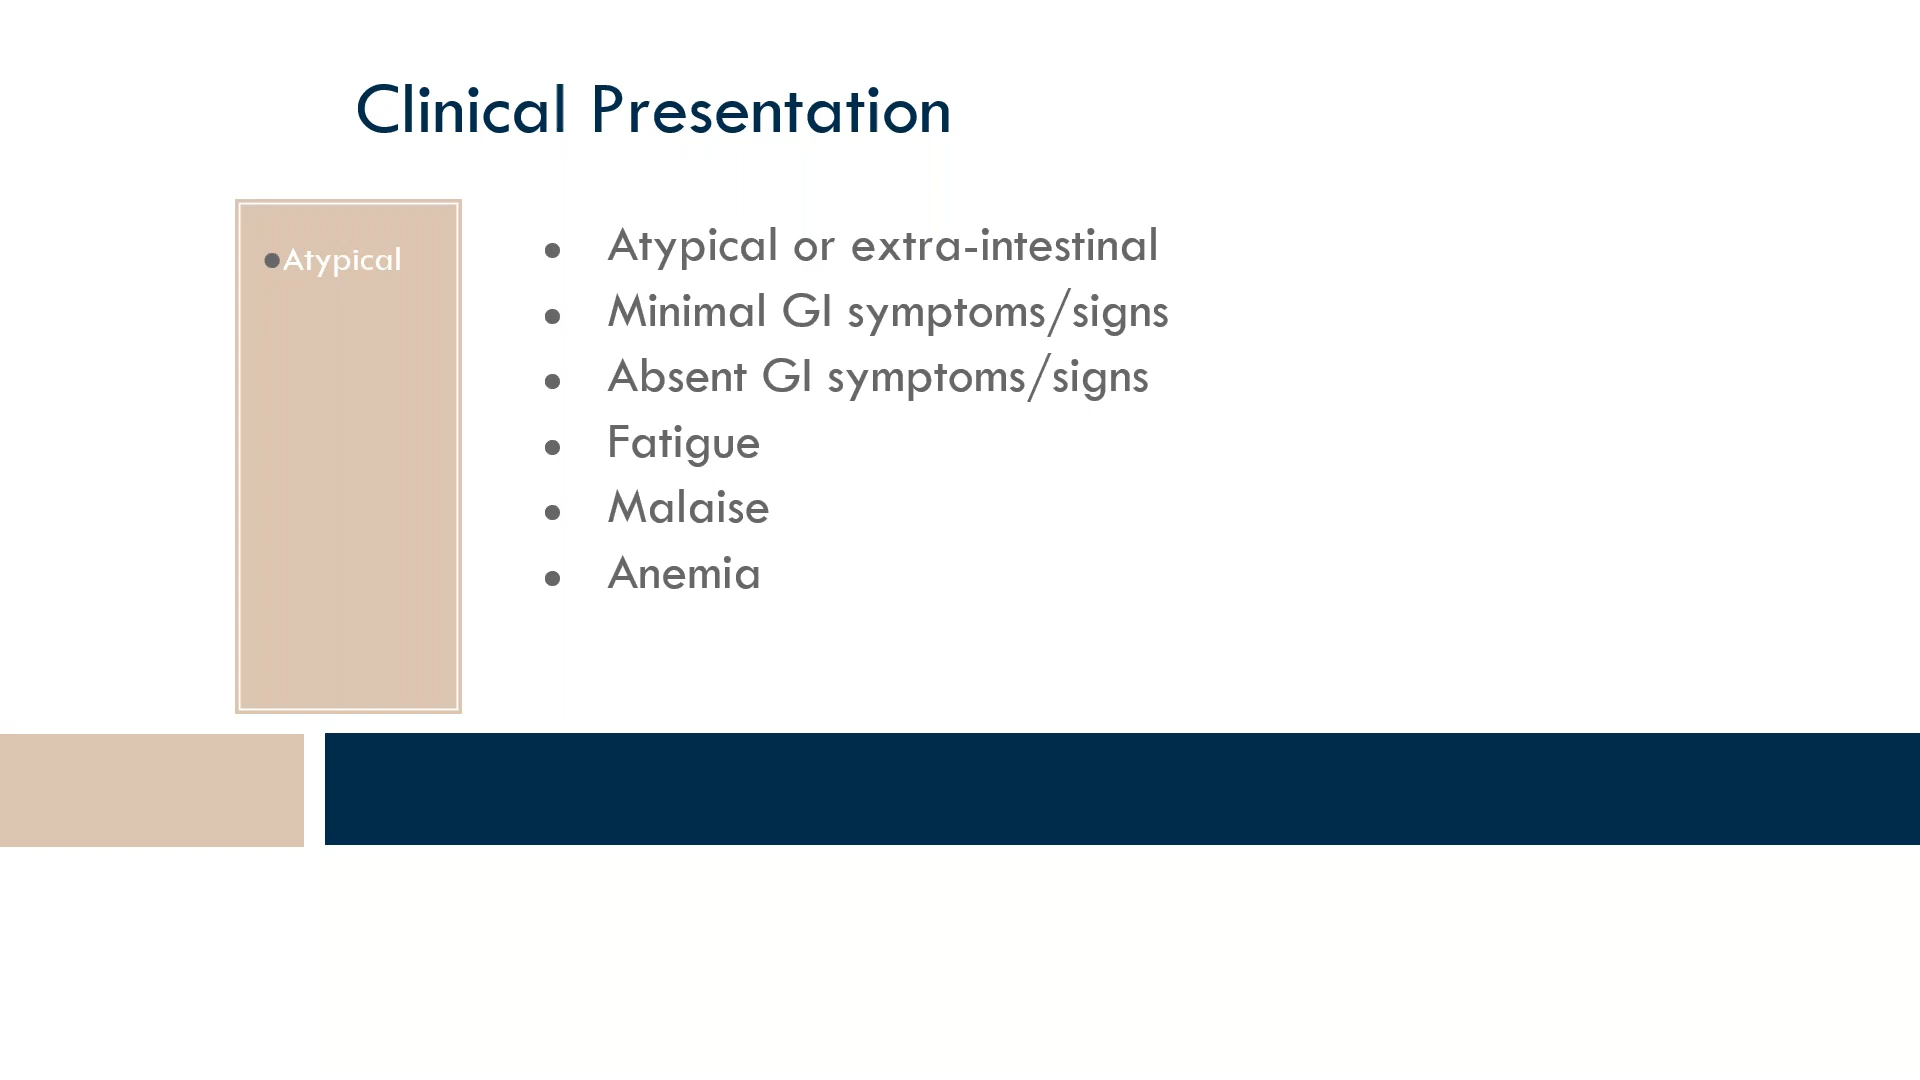 Clinical Presentation
•Atypical
• Atypical or extra-intestinal
• Minimal GI symptoms/signs
• Absent GI symptoms/signs
• Fatigue
• Malaise
• Anemia